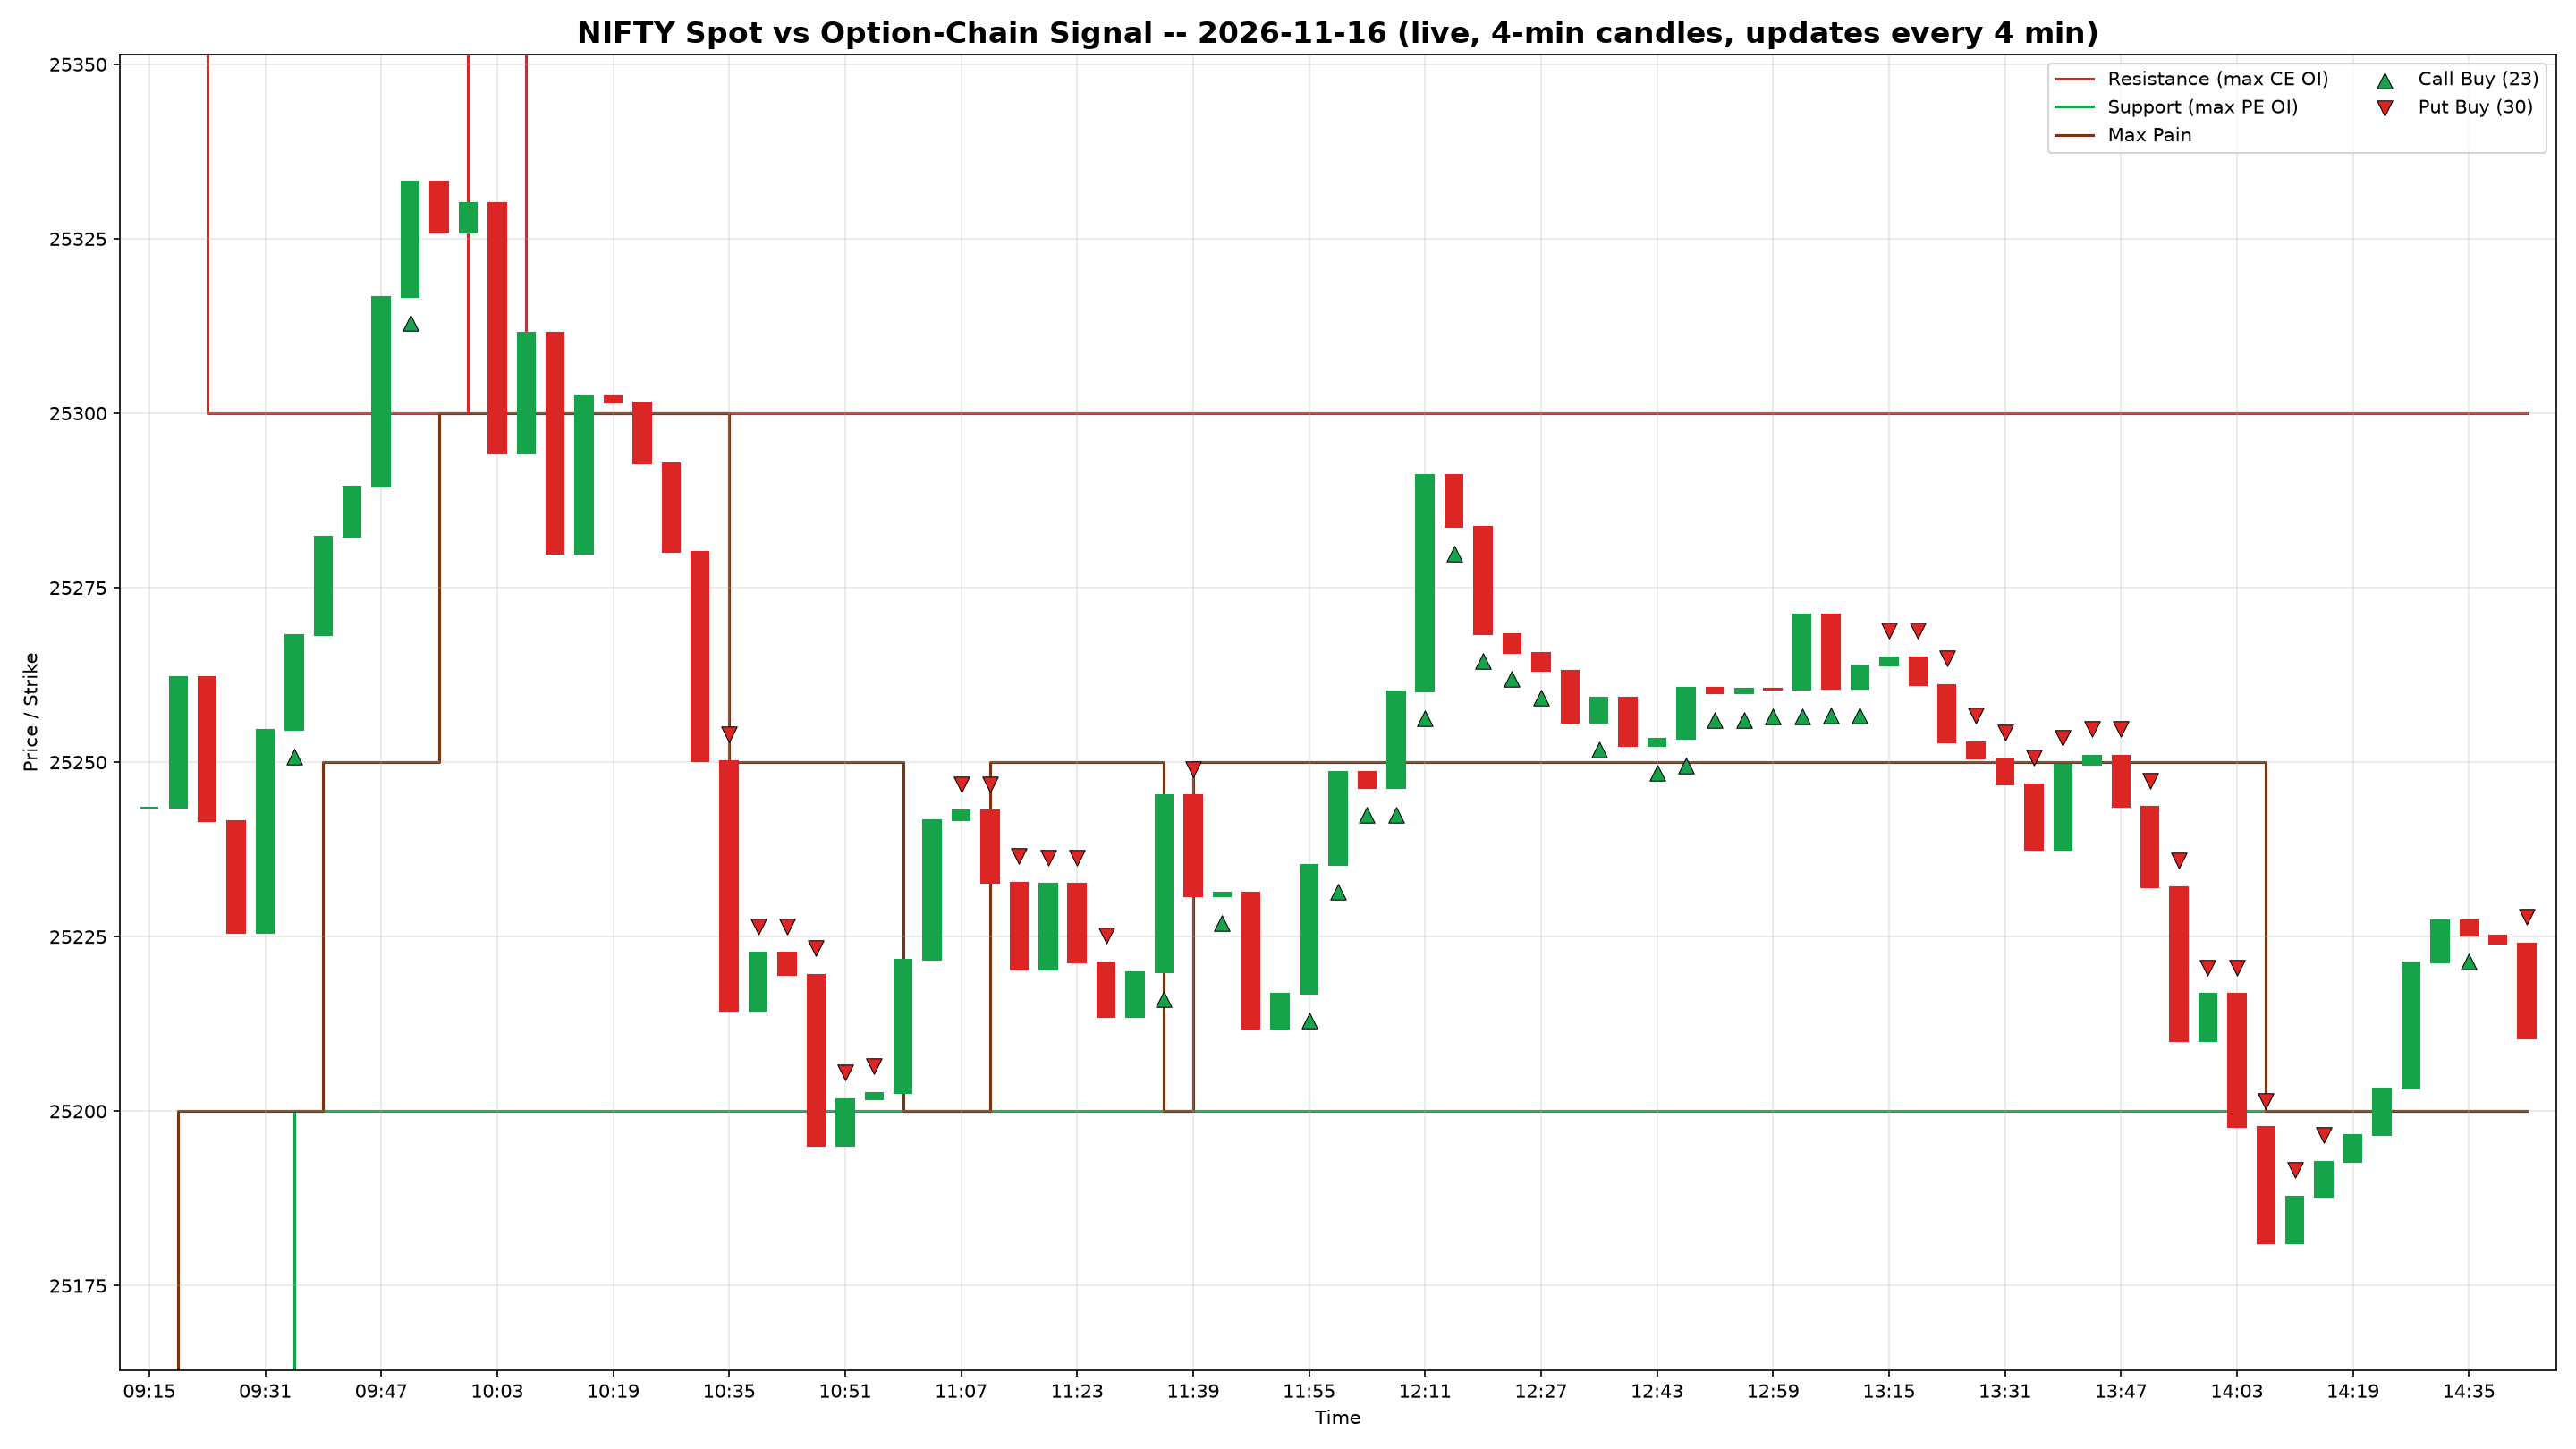 NIFTY Spot vs Option-Chain Signal -- 2026-11-16 (live, 4-min candles, updates every 4 min)
Resistance (max CE OI)
Support (max PE OI)
Max Pain
Call Buy (23)
Put Buy (30)
Price / Strike
25350
25325
25300
25275
25250
25225
25200
25175
09:15 09:31 09:47 10:03 10:19 10:35 10:51 11:07 11:23 11:39 11:55 12:11 12:27 12:43 12:59 13:15 13:31 13:47 14:03 14:19 14:35
Time